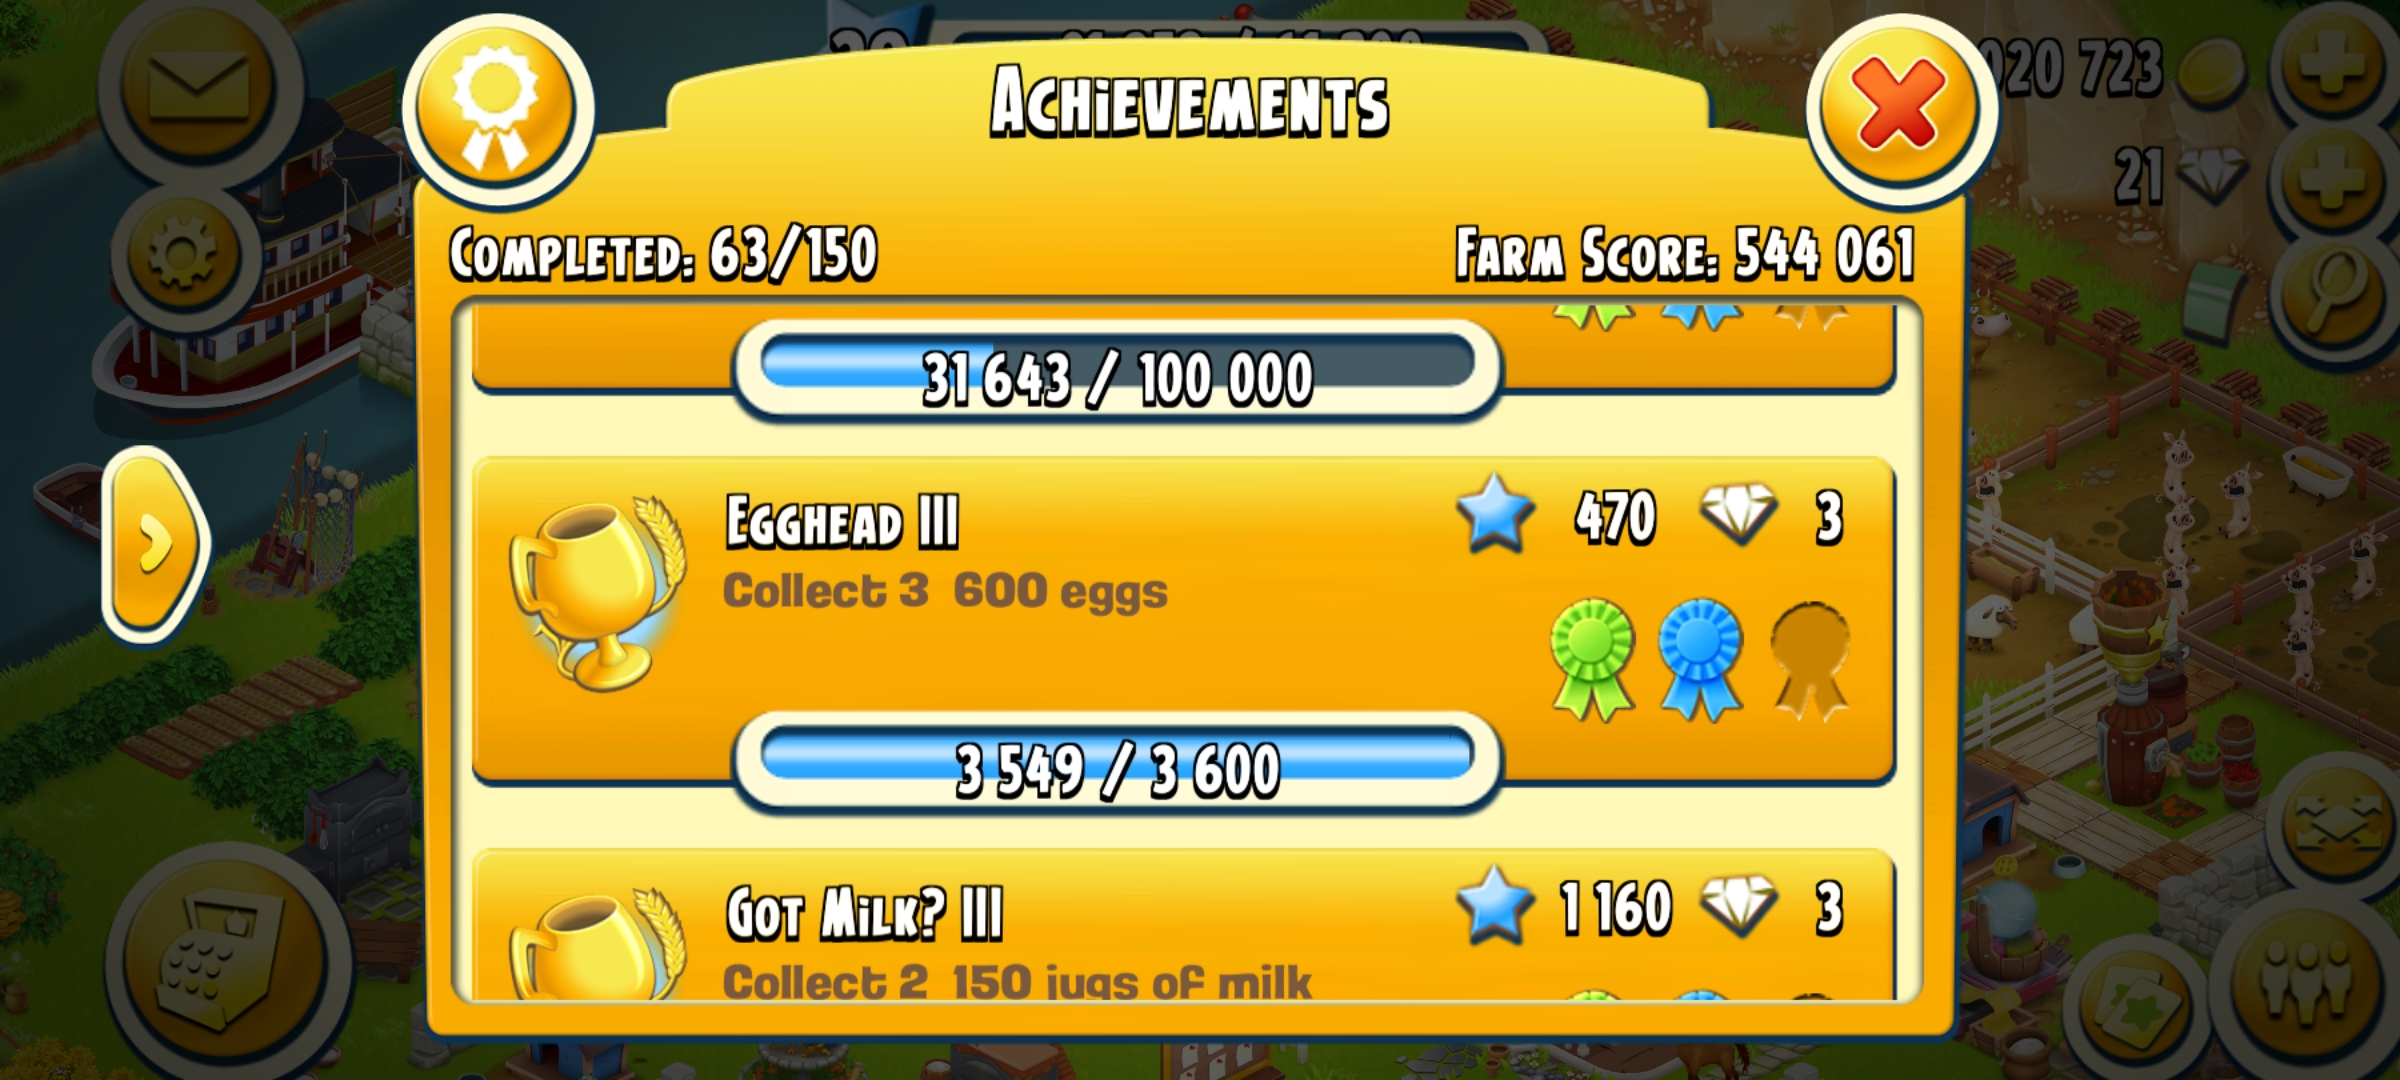 Achievements
020 723
21
Completed: 63/150
Farm Score: 544 061
31 643 / 100 000
Egghead III
470
3
Collect 3 600 eggs
3 549 / 3 600
Got Milk? III
1 160
3
Collect 2 150 jugs of milk